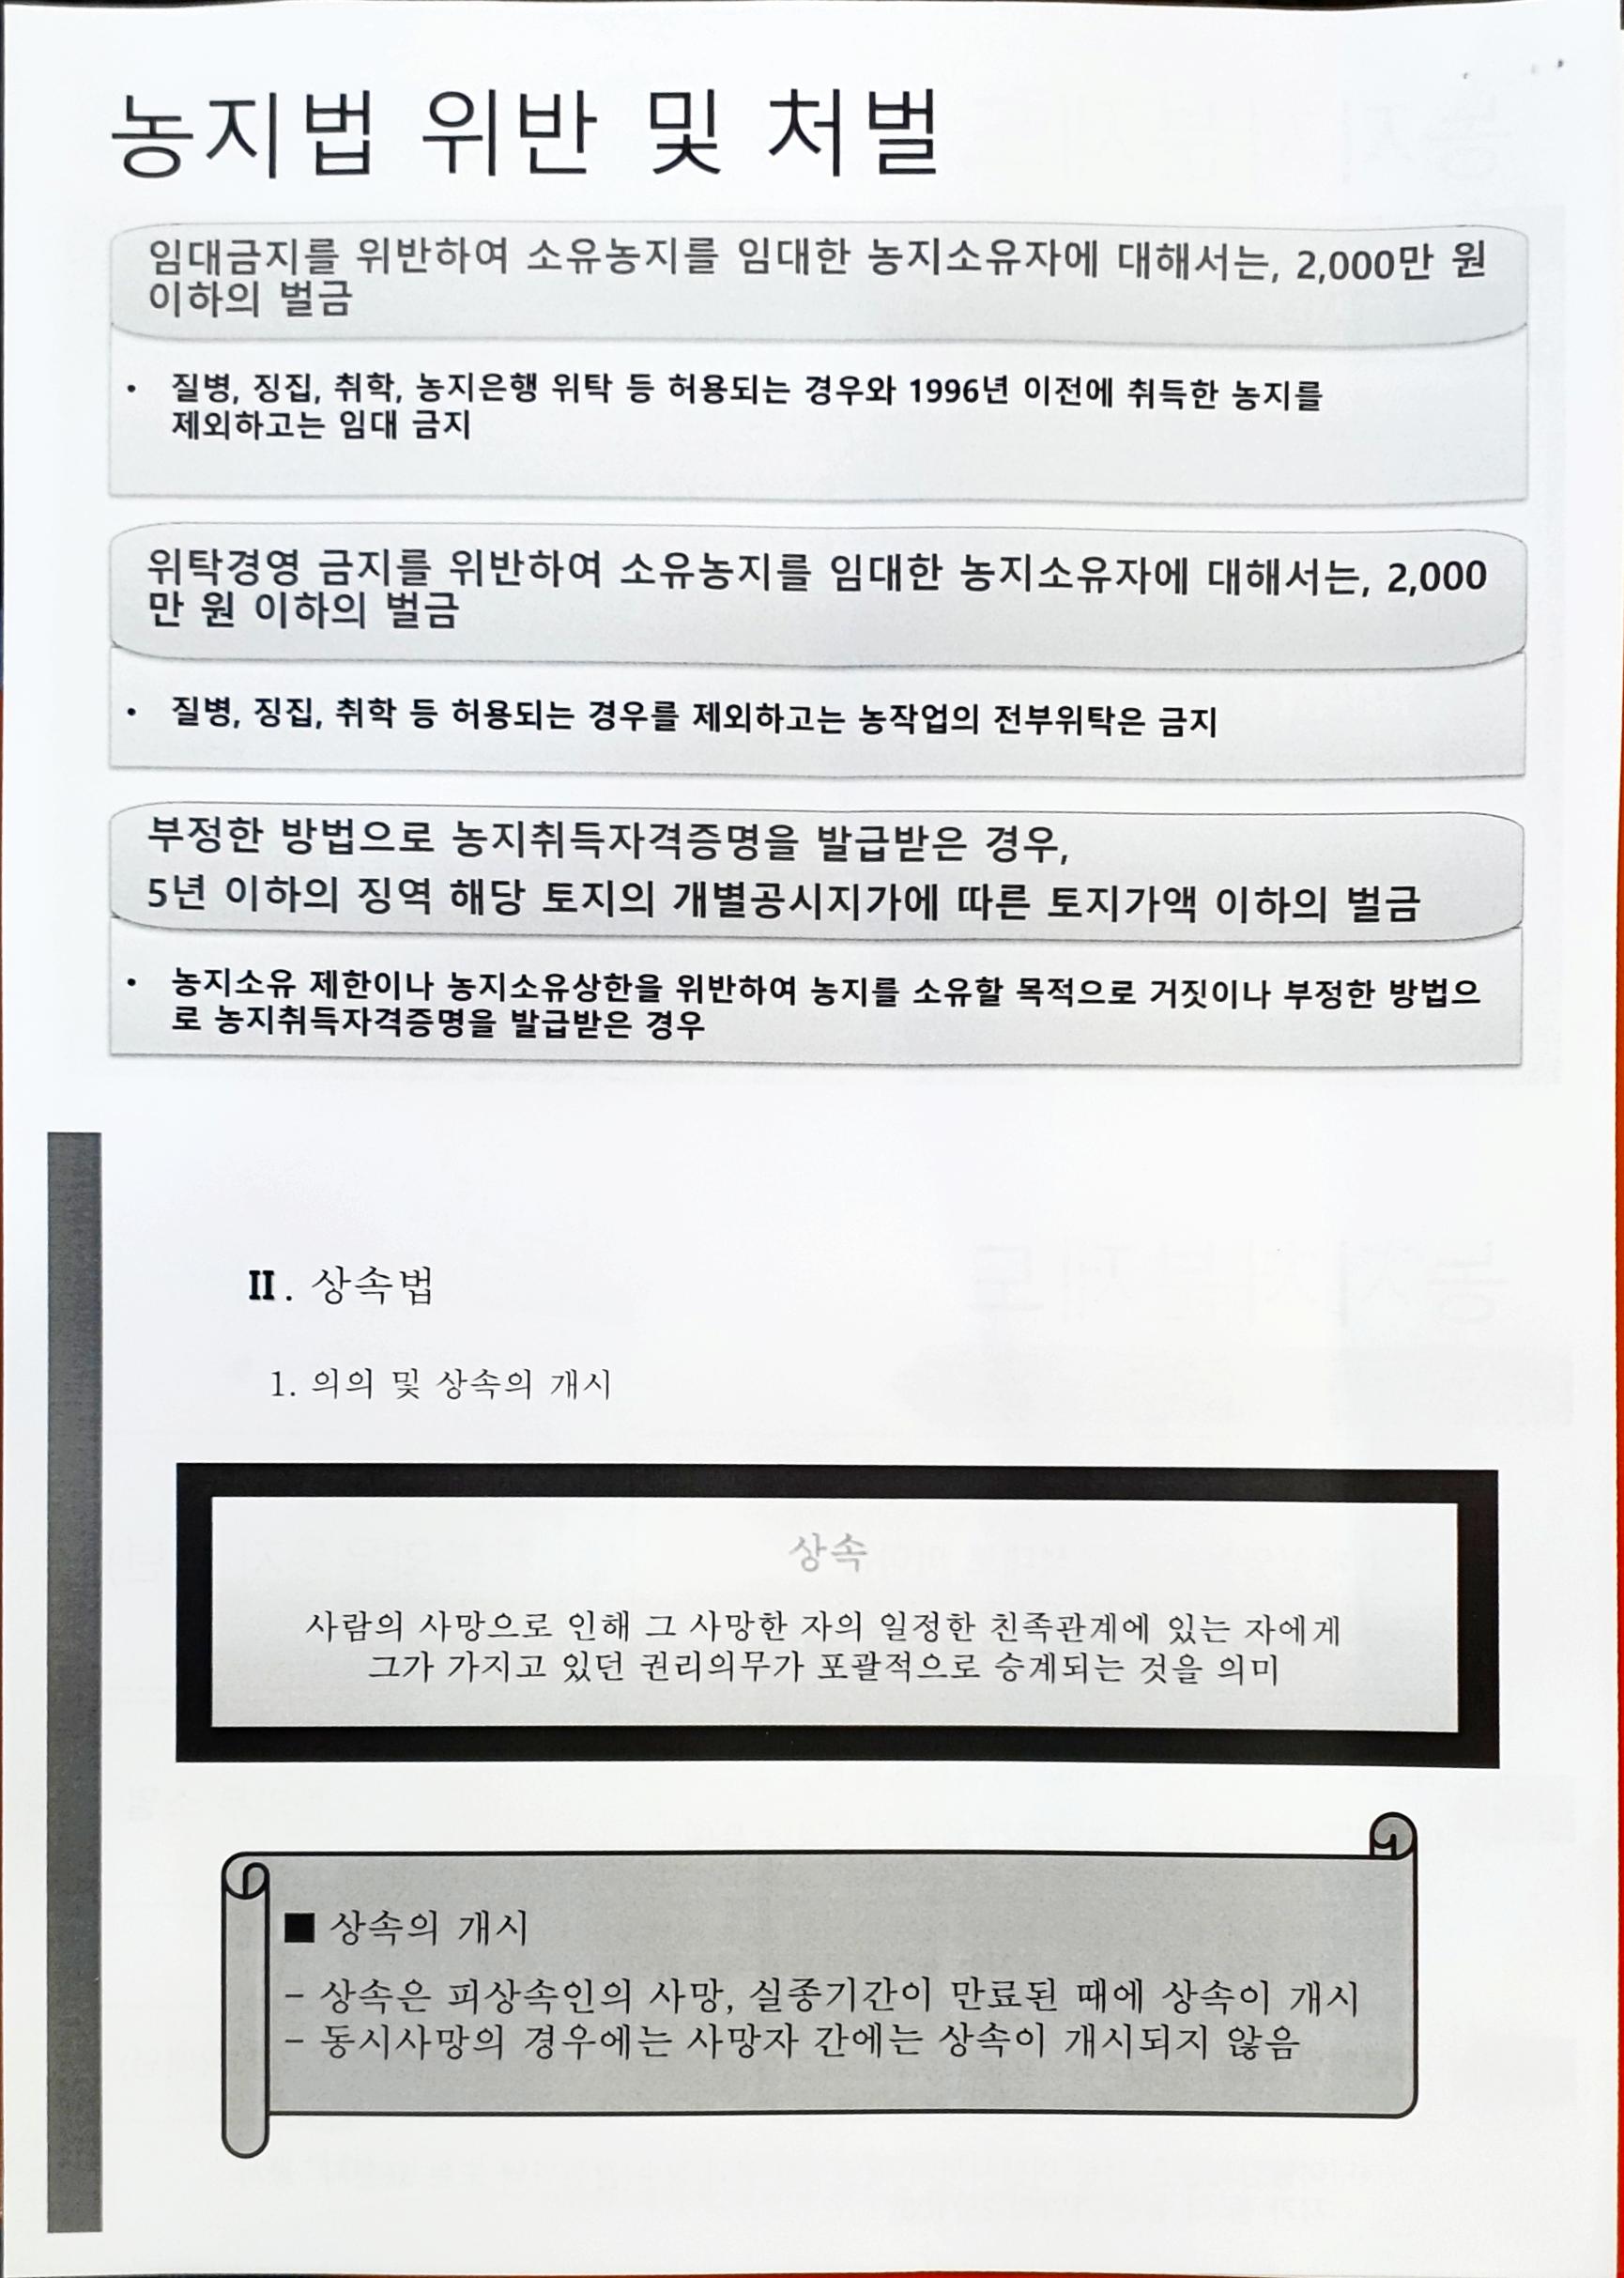 농지법 위반 및 처벌
임대금지를 위반하여 소유농지를 임대한 농지소유자에 대해서는, 2,000만 원
이하의 벌금
• 질병, 징집, 취학, 농지은행 위탁 등 허용되는 경우와 1996년 이전에 취득한 농지를
제외하고는 임대 금지
위탁경영 금지를 위반하여 소유농지를 임대한 농지소유자에 대해서는, 2,000
만 원 이하의 벌금
• 질병, 징집, 취학 등 허용되는 경우를 제외하고는 농작업의 전부위탁은 금지
부정한 방법으로 농지취득자격증명을 발급받은 경우,
5년 이하의 징역 해당 토지의 개별공시지가에 따른 토지가액 이하의 벌금
• 농지소유 제한이나 농지소유상한을 위반하여 농지를 소유할 목적으로 거짓이나 부정한 방법으
로 농지취득자격증명을 발급받은 경우
II. 상속법
1. 의의 및 상속의 개시
상속
사람의 사망으로 인해 그 사망한 자의 일정한 친족관계에 있는 자에게
그가 가지고 있던 권리의무가 포괄적으로 승계되는 것을 의미
■ 상속의 개시
- 상속은 피상속인의 사망, 실종기간이 만료된 때에 상속이 개시
- 동시사망의 경우에는 사망자 간에는 상속이 개시되지 않음